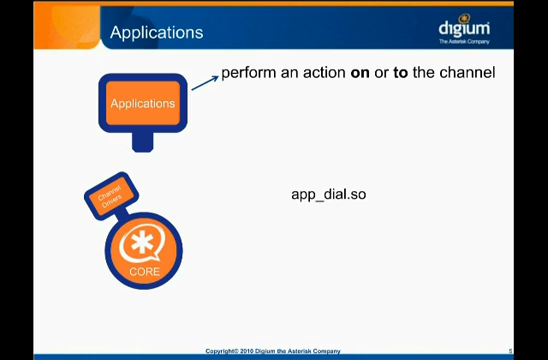 Applications
digium
The Asterisk Company
perform an action on or to the channel
Applications
Channel
Drivers
app_dial.so
CORE
Copyright© 2010 Digium the Asterisk Company
5